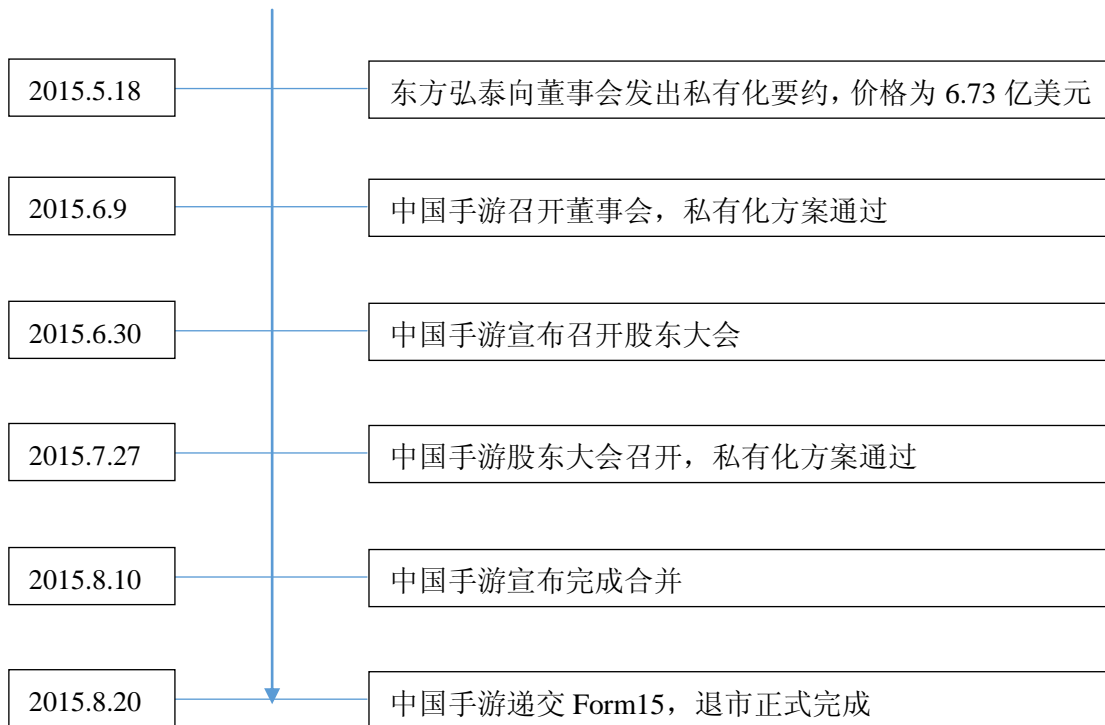 2015.5.18 东方弘泰向董事会发出私有化要约，价格为 6.73 亿美元
2015.6.9 中国手游召开董事会，私有化方案通过
2015.6.30 中国手游宣布召开股东大会
2015.7.27 中国手游股东大会召开，私有化方案通过
2015.8.10 中国手游宣布完成合并
2015.8.20 中国手游递交 Form15，退市正式完成